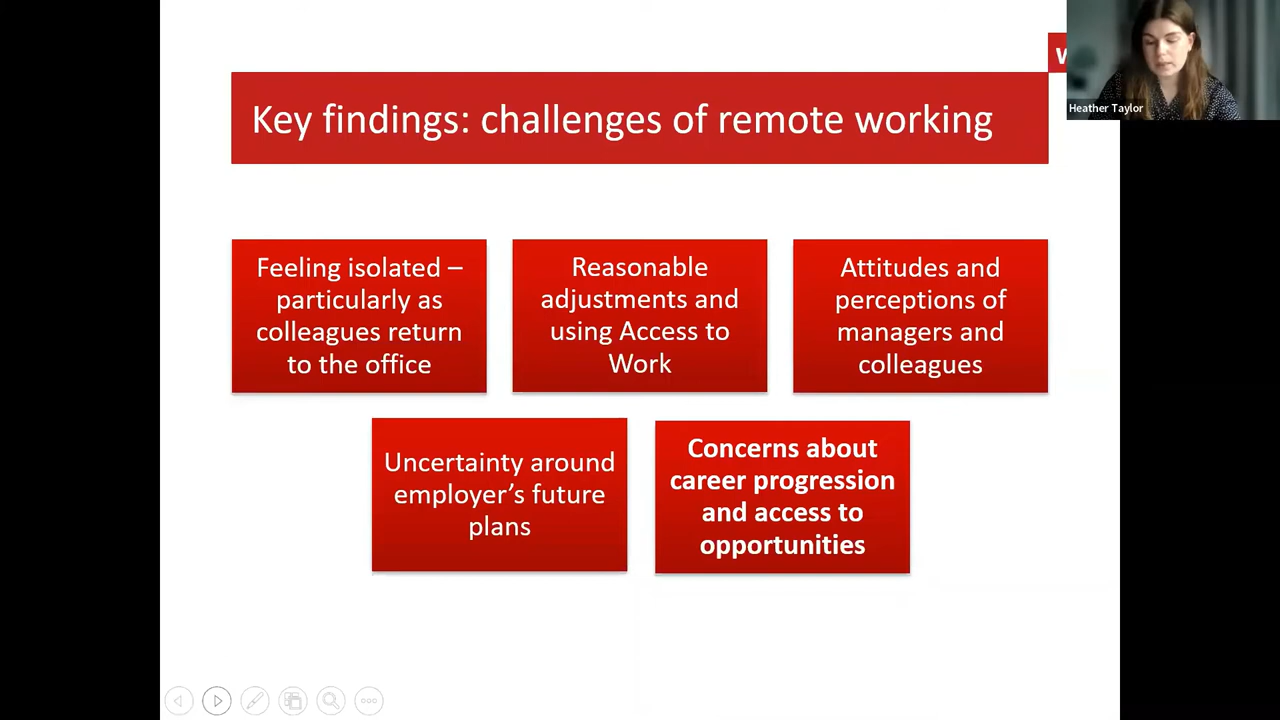 W
Heather Taylor
Key findings: challenges of remote working
Feeling isolated –
particularly as
colleagues return
to the office
Reasonable
adjustments and
using Access to
Work
Attitudes and
perceptions of
managers and
colleagues
Uncertainty around
employer’s future
plans
Concerns about
career progression
and access to
opportunities